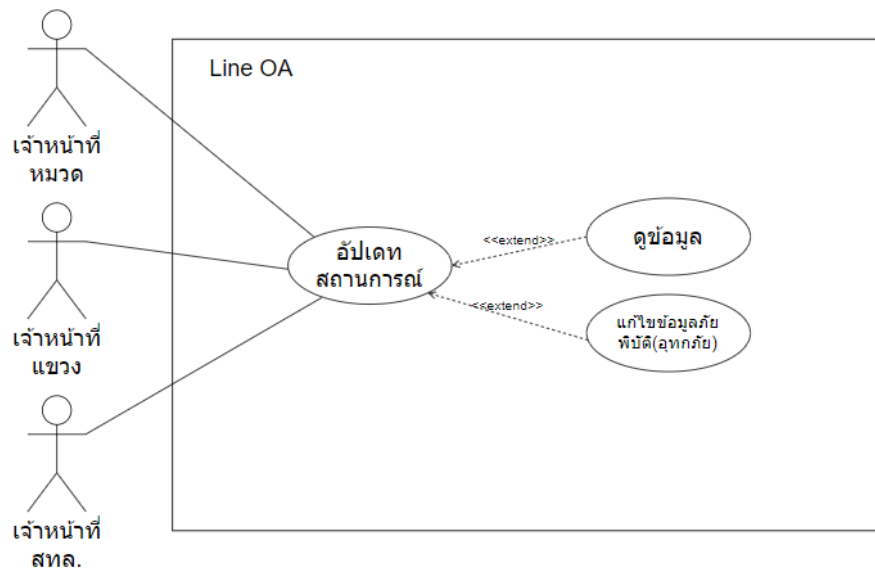 Line OA
เจ้าหน้าที่
หมวด
เจ้าหน้าที่
แขวง
เจ้าหน้าที่
สทล.
อัปเดท
สถานการณ์
<<extend>>
<<extend>>
ดูข้อมูล
แก้ไขข้อมูลภัย
พิบัติ(อุทกภัย)